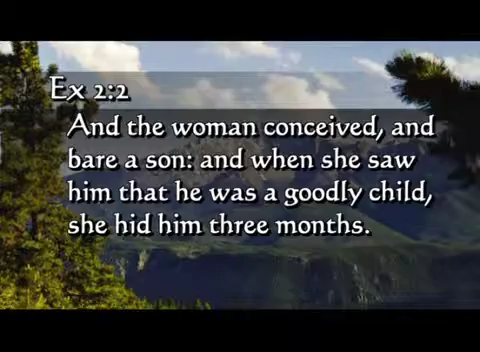 Ex 2:2
And the woman conceived, and
bare a son: and when she saw
him that he was a goodly child,
she hid him three months.